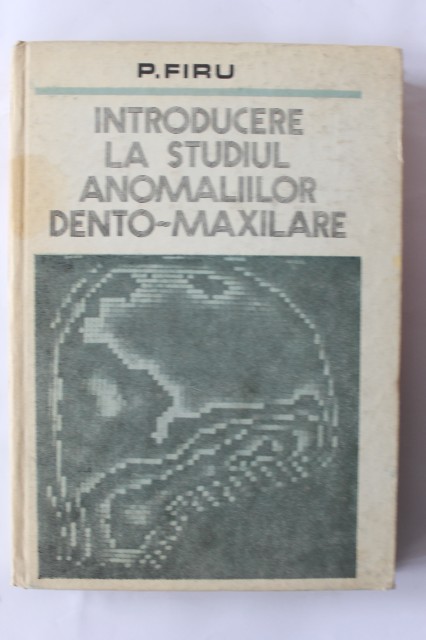 P.FIRU
INTRODUCERE
LA STUDIUL
ANOMALIILOR
DENTO~MAXILARE